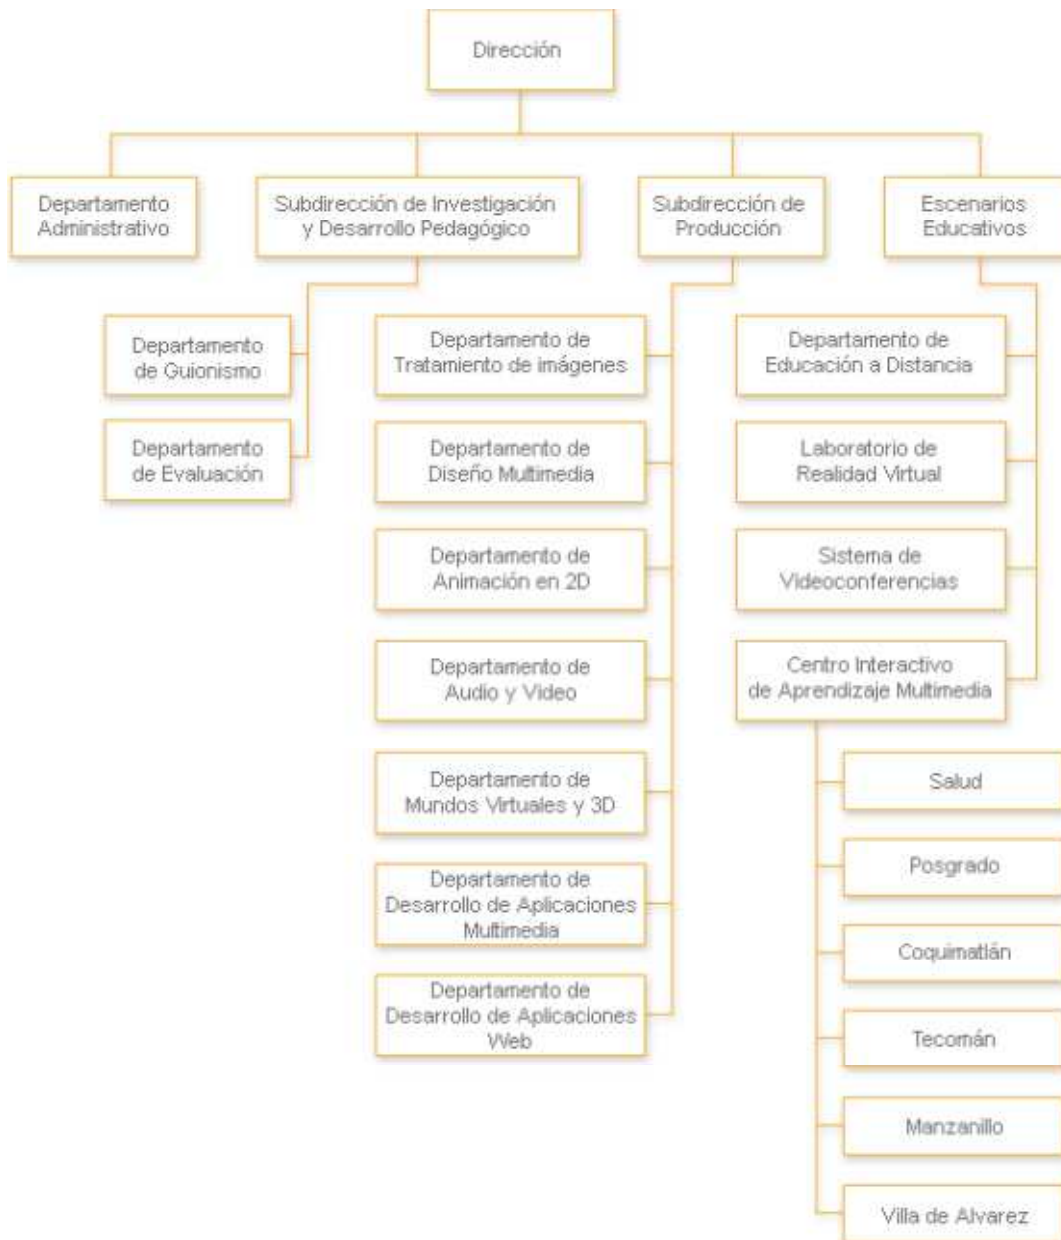 Dirección
Departamento
Administrativo
Subdirección de Investigación
y Desarrollo Pedagógico
Subdirección de
Producción
Escenarios
Educativos
Departamento
de Guionismo
Departamento
de Evaluación
Departamento de
Tratamiento de imágenes
Departamento de
Diseño Multimedia
Departamento de
Animación en 2D
Departamento de
Audio y Video
Departamento de
Mundos Virtuales y 3D
Departamento de
Desarrollo de Aplicaciones
Multimedia
Departamento de
Desarrollo de Aplicaciones
Web
Departamento de
Educación a Distancia
Laboratorio de
Realidad Virtual
Sistema de
Videoconferencias
Centro Interactivo
de Aprendizaje Multimedia
Salud
Posgrado
Coquimatlán
Tecomán
Manzanillo
Villa de Alvarez